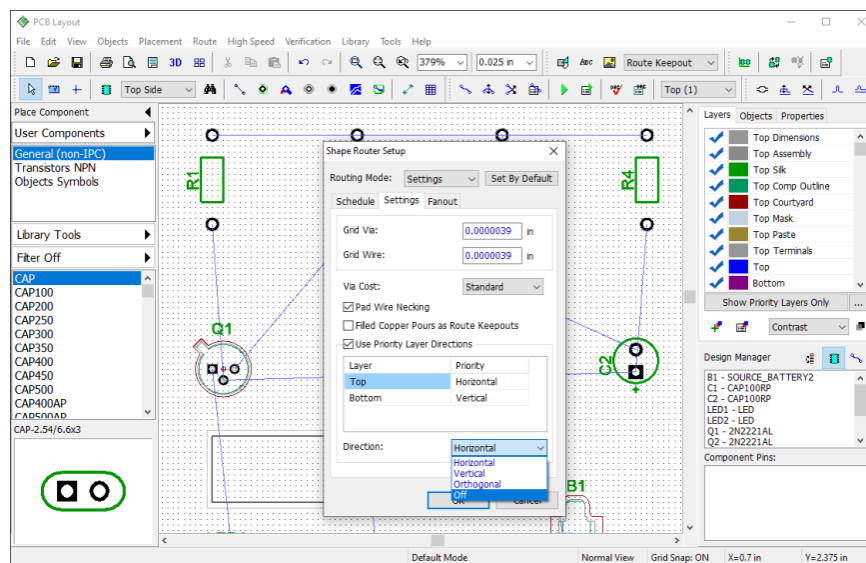 PCB Layout
File Edit View Objects Placement Route High Speed Verification Library Tools Help
3D 379% 0.025 in Abc Route Keepout
Top Side Top (1)
Place Component
User Components
General (non-IPC)
Transistors NPN
Objects Symbols
Library Tools
Filter Off
CAP
CAP100
CAP200
CAP250
CAP300
CAP350
CAP400
CAP450
CAP500
CAP400AP
CAP500AP
CAP-2.54/6.6x3
R1
R4
Q1
C2
B1
Shape Router Setup
Routing Mode: Settings Set By Default
Schedule Settings Fanout
Grid Via: 0.0000039 in
Grid Wire: 0.0000039 in
Via Cost: Standard
Pad Wire Necking
Filled Copper Pours as Route Keepouts
Use Priority Layer Directions
Layer Priority
Top Horizontal
Bottom Vertical
Direction: Horizontal
Horizontal
Vertical
Orthogonal
Off
OK Cancel
Layers Objects Properties
Top Dimensions
Top Assembly
Top Silk
Top Comp Outline
Top Courtyard
Top Mask
Top Paste
Top Terminals
Top
Bottom
Show Priority Layers Only ...
Contrast
Design Manager
B1 - SOURCE_BATTERY2
C1 - CAP100RP
C2 - CAP100RP
LED1 - LED
LED2 - LED
Q1 - 2N2221AL
Q2 - 2N2221AL
Component Pins:
Default Mode Normal View Grid Snap: ON X=0.7 in Y=2.375 in